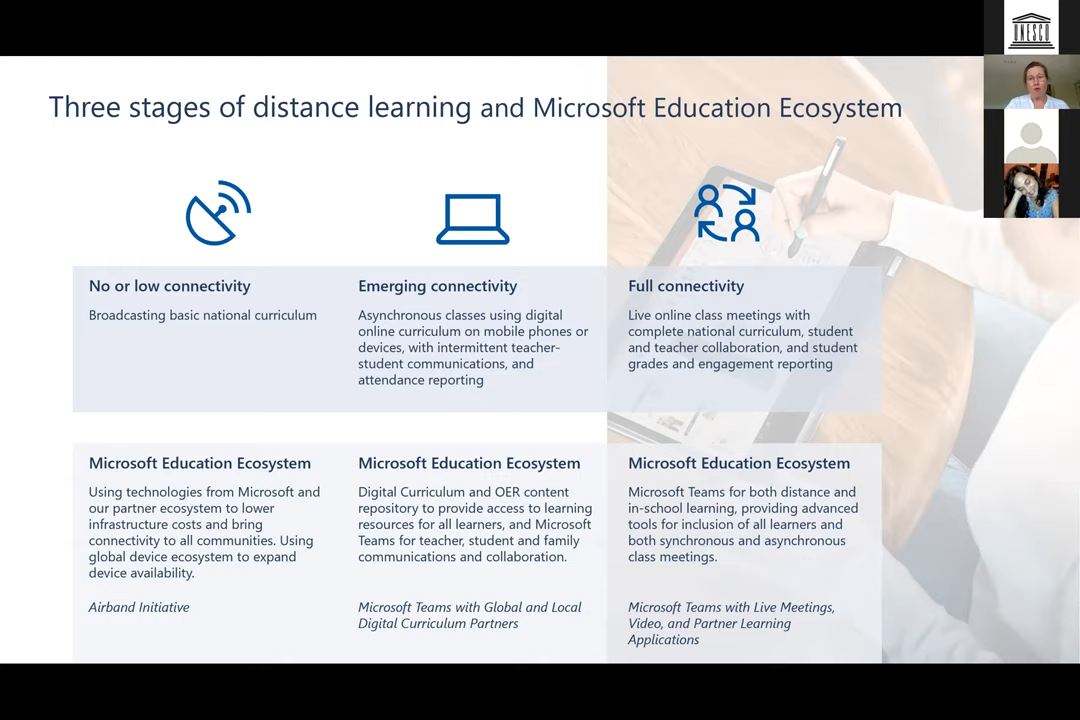 UNESCO
Three stages of distance learning and Microsoft Education Ecosystem
No or low connectivity
Broadcasting basic national curriculum
Emerging connectivity
Asynchronous classes using digital
online curriculum on mobile phones or
devices, with intermittent teacher-
student communications, and
attendance reporting
Full connectivity
Live online class meetings with
complete national curriculum, student
and teacher collaboration, and student
grades and engagement reporting
Microsoft Education Ecosystem
Using technologies from Microsoft and
our partner ecosystem to lower
infrastructure costs and bring
connectivity to all communities. Using
global device ecosystem to expand
device availability.
Airband Initiative
Microsoft Education Ecosystem
Digital Curriculum and OER content
repository to provide access to learning
resources for all learners, and Microsoft
Teams for teacher, student and family
communications and collaboration.
Microsoft Teams with Global and Local
Digital Curriculum Partners
Microsoft Education Ecosystem
Microsoft Teams for both distance and
in-school learning, providing advanced
tools for inclusion of all learners and
both synchronous and asynchronous
class meetings.
Microsoft Teams with Live Meetings,
Video, and Partner Learning
Applications